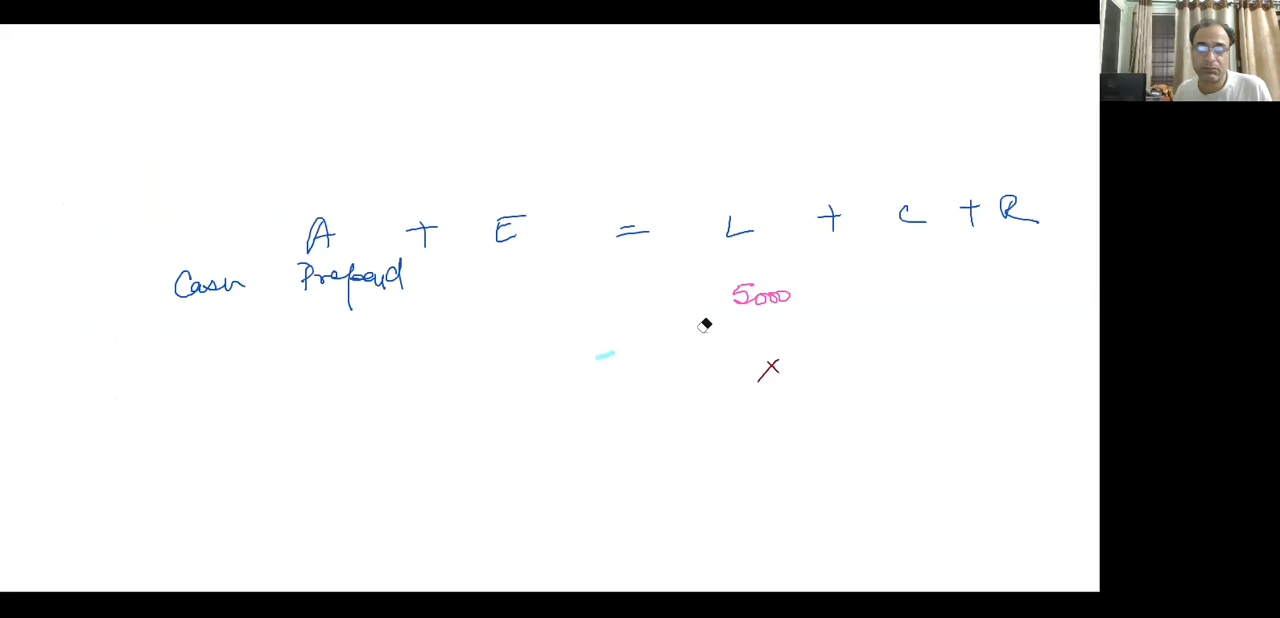 A + E = L + C + R
Cash Prepaid
5000
x